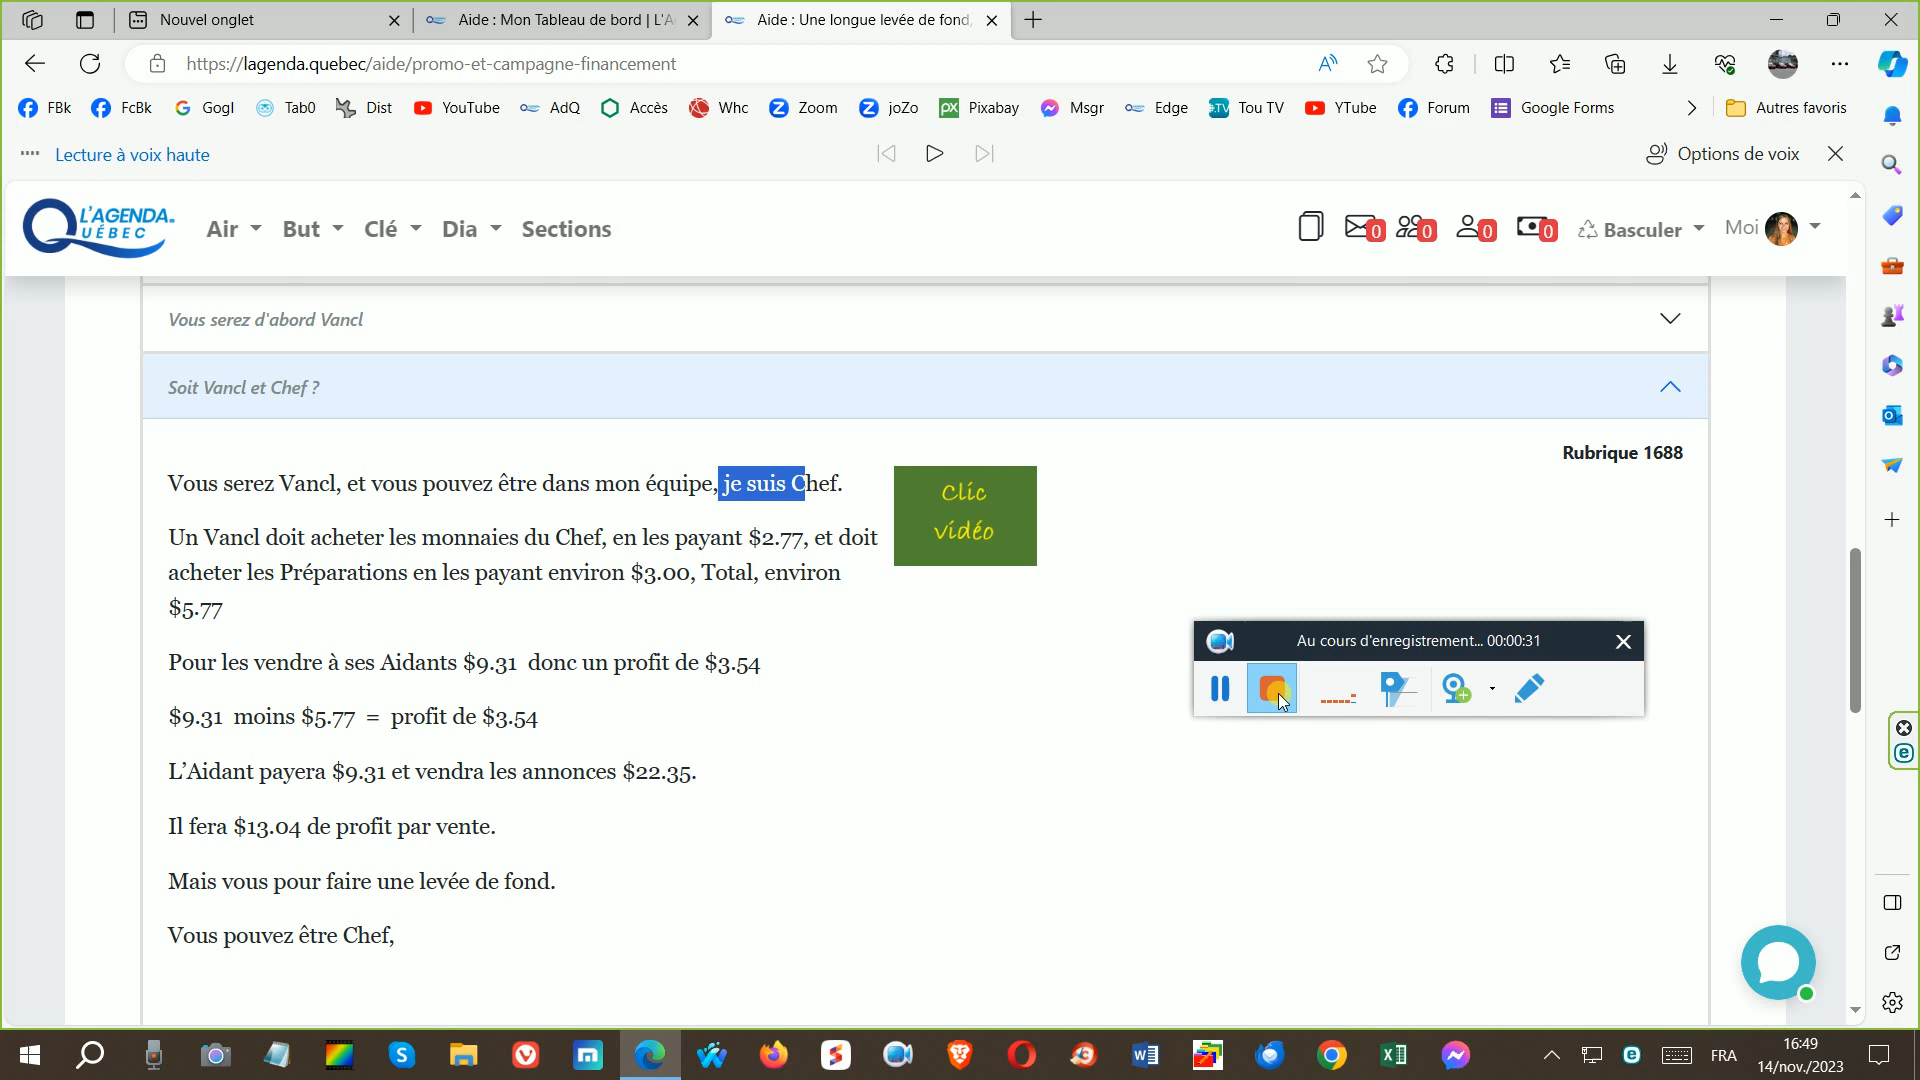 Nouvel onglet
Aide : Mon Tableau de bord | L'A
Aide : Une longue levée de fond,
https://lagenda.quebec/aide/promo-et-campagne-financement
FBk FcBk Gogl Tab0 Dist YouTube AdQ Accès Whc Zoom joZo Pixabay Msgr Edge Tou TV YTube Forum Google Forms Autres favoris
Lecture à voix haute
Options de voix
L'AGENDA
QUÉBEC
Air But Clé Dia Sections
0 0 0 0 Basculer Moi
Vous serez d'abord Vancl
Soit Vancl et Chef ?
Rubrique 1688
Vous serez Vancl, et vous pouvez être dans mon équipe, je suis Chef.
Clic
vidéo
Un Vancl doit acheter les monnaies du Chef, en les payant $2.77, et doit
acheter les Préparations en les payant environ $3.00, Total, environ
$5.77
Au cours d'enregistrement... 00:00:31
Pour les vendre à ses Aidants $9.31 donc un profit de $3.54
$9.31 moins $5.77 = profit de $3.54
L'Aidant payera $9.31 et vendra les annonces $22.35.
Il fera $13.04 de profit par vente.
Mais vous pour faire une levée de fond.
Vous pouvez être Chef,
FRA
16:49
14/nov./2023